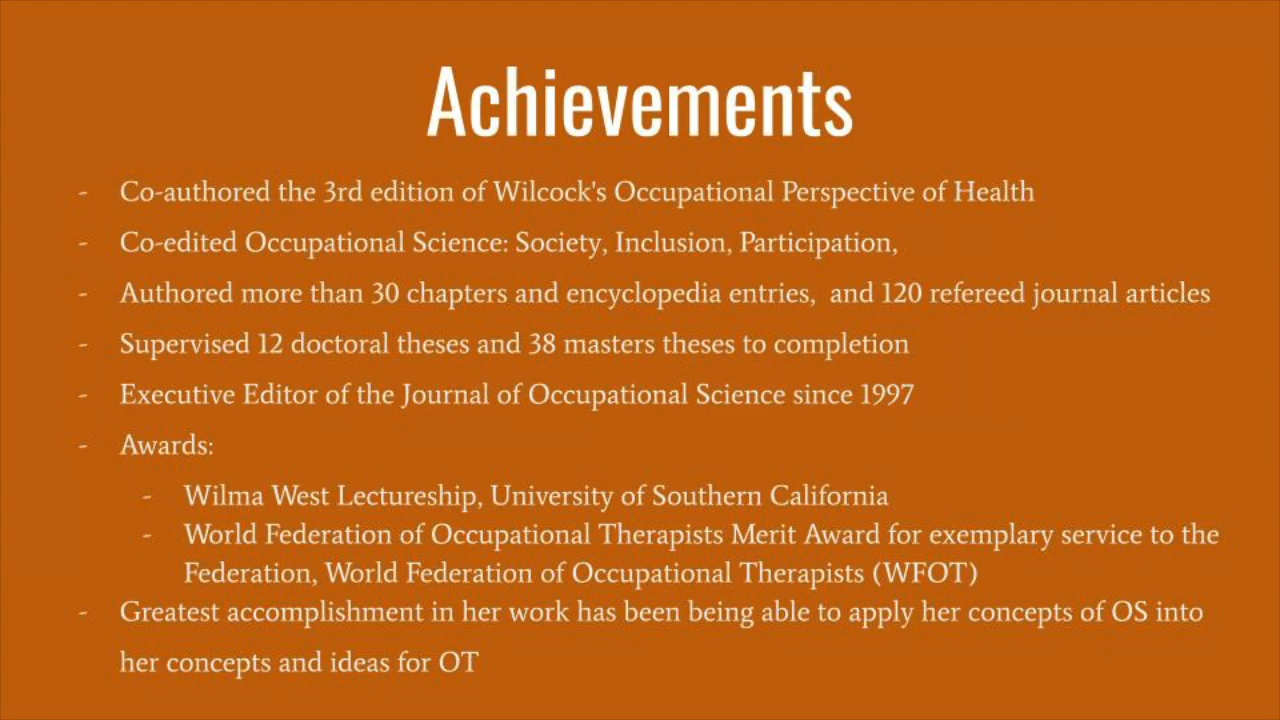 Achievements
- Co-authored the 3rd edition of Wilcock's Occupational Perspective of Health
- Co-edited Occupational Science: Society, Inclusion, Participation,
- Authored more than 30 chapters and encyclopedia entries,  and 120 refereed journal articles
- Supervised 12 doctoral theses and 38 masters theses to completion
- Executive Editor of the Journal of Occupational Science since 1997
- Awards:
- Wilma West Lectureship, University of Southern California
- World Federation of Occupational Therapists Merit Award for exemplary service to the
Federation, World Federation of Occupational Therapists (WFOT)
- Greatest accomplishment in her work has been being able to apply her concepts of OS into
her concepts and ideas for OT